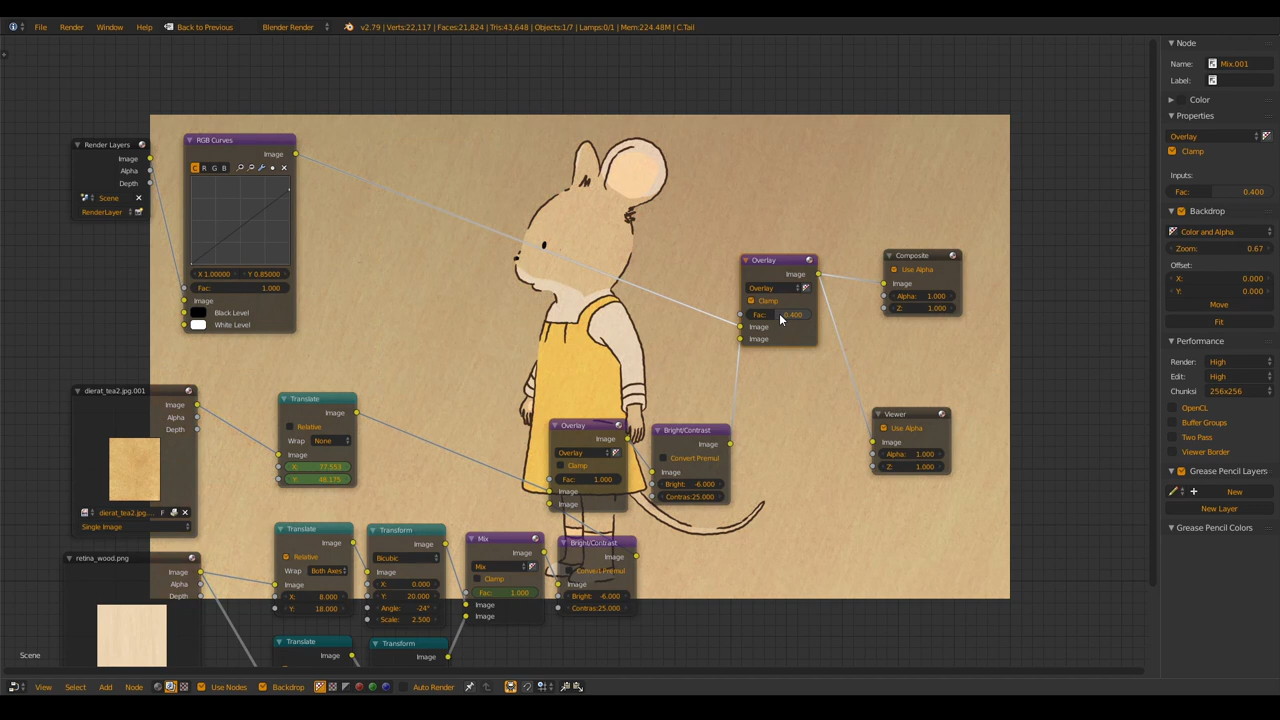 File Render Window Help Back to Previous Blender Render v2.79 | Verts:22,117 | Faces:21,824 | Tris:43,648 | Objects:1/7 | Lamps:0/1 | Mem:224.48M | C.Tail
Node
Name: Mix.001
Label:
Color
Properties
Overlay
Clamp
Inputs:
Fac: 0.400
Backdrop
Color and Alpha
Zoom: 0.67
Offset:
X: 0.000
Y: 0.000
Move
Fit
Performance
Render: High
Edit: High
Chunksi 256x256
OpenCL
Buffer Groups
Two Pass
Viewer Border
Grease Pencil Layers
New
New Layer
Grease Pencil Colors
Render Layers
Image
Alpha
Depth
Scene
RenderLayer
RGB Curves
Image
C R G B
X 1.00000 Y 0.85000
Fac: 1.000
Image
Black Level
White Level
Overlay
Image
Overlay
Clamp
Fac: 0.400
Image
Image
Composite
Use Alpha
Image
Alpha: 1.000
Z: 1.000
Viewer
Use Alpha
Image
Alpha: 1.000
Z: 1.000
dierat_tea2.jpg.001
Image
Alpha
Depth
dierat_tea2.jpg.... F
Single Image
Translate
Image
Relative
Wrap None
Image
X: 77.553
Y: 48.175
Overlay
Image
Overlay
Clamp
Fac: 1.000
Image
Image
Bright/Contrast
Image
Convert Premul
Image
Bright: -6.000
Contras:25.000
retina_wood.png
Image
Alpha
Depth
Translate
Image
Relative
Wrap Both Axes
Image
X: 8.000
Y: 18.000
Transform
Image
Bicubic
Image
X: 0.000
Y: 20.000
Angle: -24°
Scale: 2.500
Mix
Image
Mix
Clamp
Fac: 1.000
Image
Image
Bright/Contrast
Image
Convert Premul
Image
Bright: -6.000
Contras:25.000
Translate
Image
Transform
Image
Scene
View Select Add Node Use Nodes Backdrop Auto Render